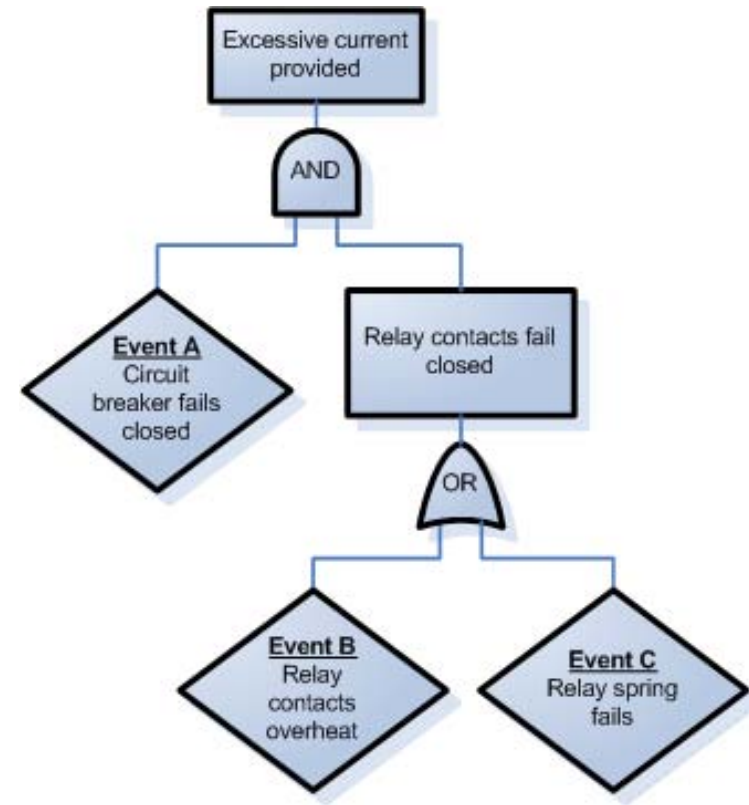 Excessive current
provided
AND
Event A
Circuit
breaker fails
closed
Relay contacts fail
closed
OR
Event B
Relay
contacts
overheat
Event C
Relay spring
fails